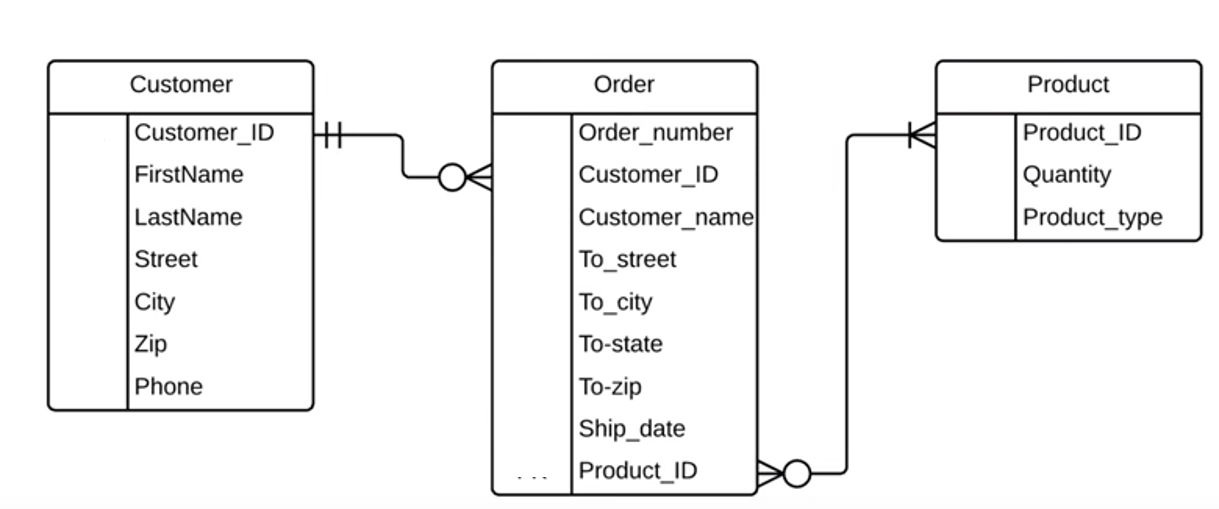 Customer
Customer_ID
FirstName
LastName
Street
City
Zip
Phone
Order
Order_number
Customer_ID
Customer_name
To_street
To_city
To-state
To-zip
Ship_date
Product_ID
Product
Product_ID
Quantity
Product_type